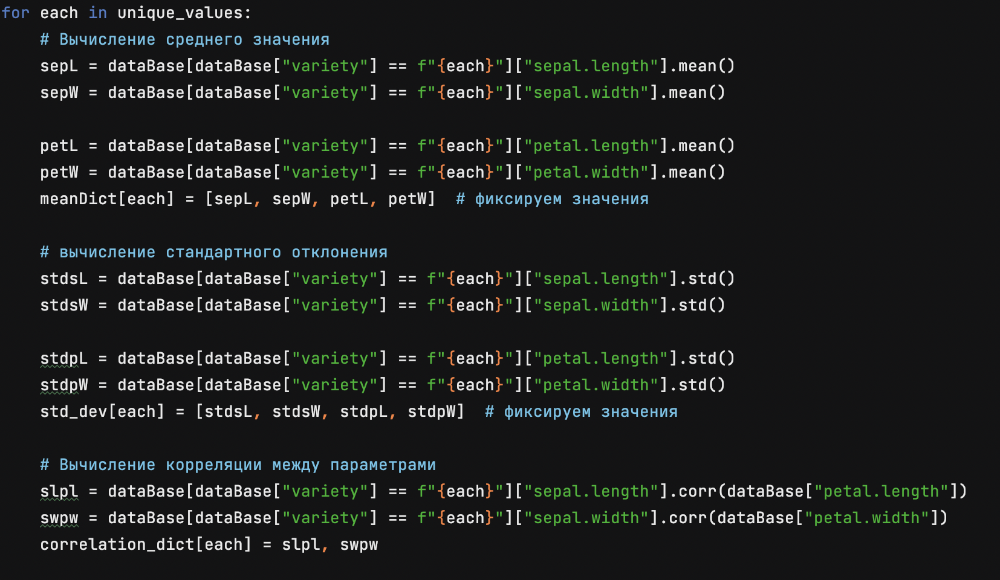 for each in unique_values:
    # Вычисление среднего значения
    sepL = dataBase[dataBase["variety"] == f"{each}"]["sepal.length"].mean()
    sepW = dataBase[dataBase["variety"] == f"{each}"]["sepal.width"].mean()

    petL = dataBase[dataBase["variety"] == f"{each}"]["petal.length"].mean()
    petW = dataBase[dataBase["variety"] == f"{each}"]["petal.width"].mean()
    meanDict[each] = [sepL, sepW, petL, petW]  # фиксируем значения

    # вычисление стандартного отклонения
    stdsL = dataBase[dataBase["variety"] == f"{each}"]["sepal.length"].std()
    stdsW = dataBase[dataBase["variety"] == f"{each}"]["sepal.width"].std()

    stdpL = dataBase[dataBase["variety"] == f"{each}"]["petal.length"].std()
    stdpW = dataBase[dataBase["variety"] == f"{each}"]["petal.width"].std()
    std_dev[each] = [stdsL, stdsW, stdpL, stdpW]  # фиксируем значения

    # Вычисление корреляции между параметрами
    slpl = dataBase[dataBase["variety"] == f"{each}"]["sepal.length"].corr(dataBase["petal.length"])
    swpw = dataBase[dataBase["variety"] == f"{each}"]["sepal.width"].corr(dataBase["petal.width"])
    correlation_dict[each] = slpl, swpw